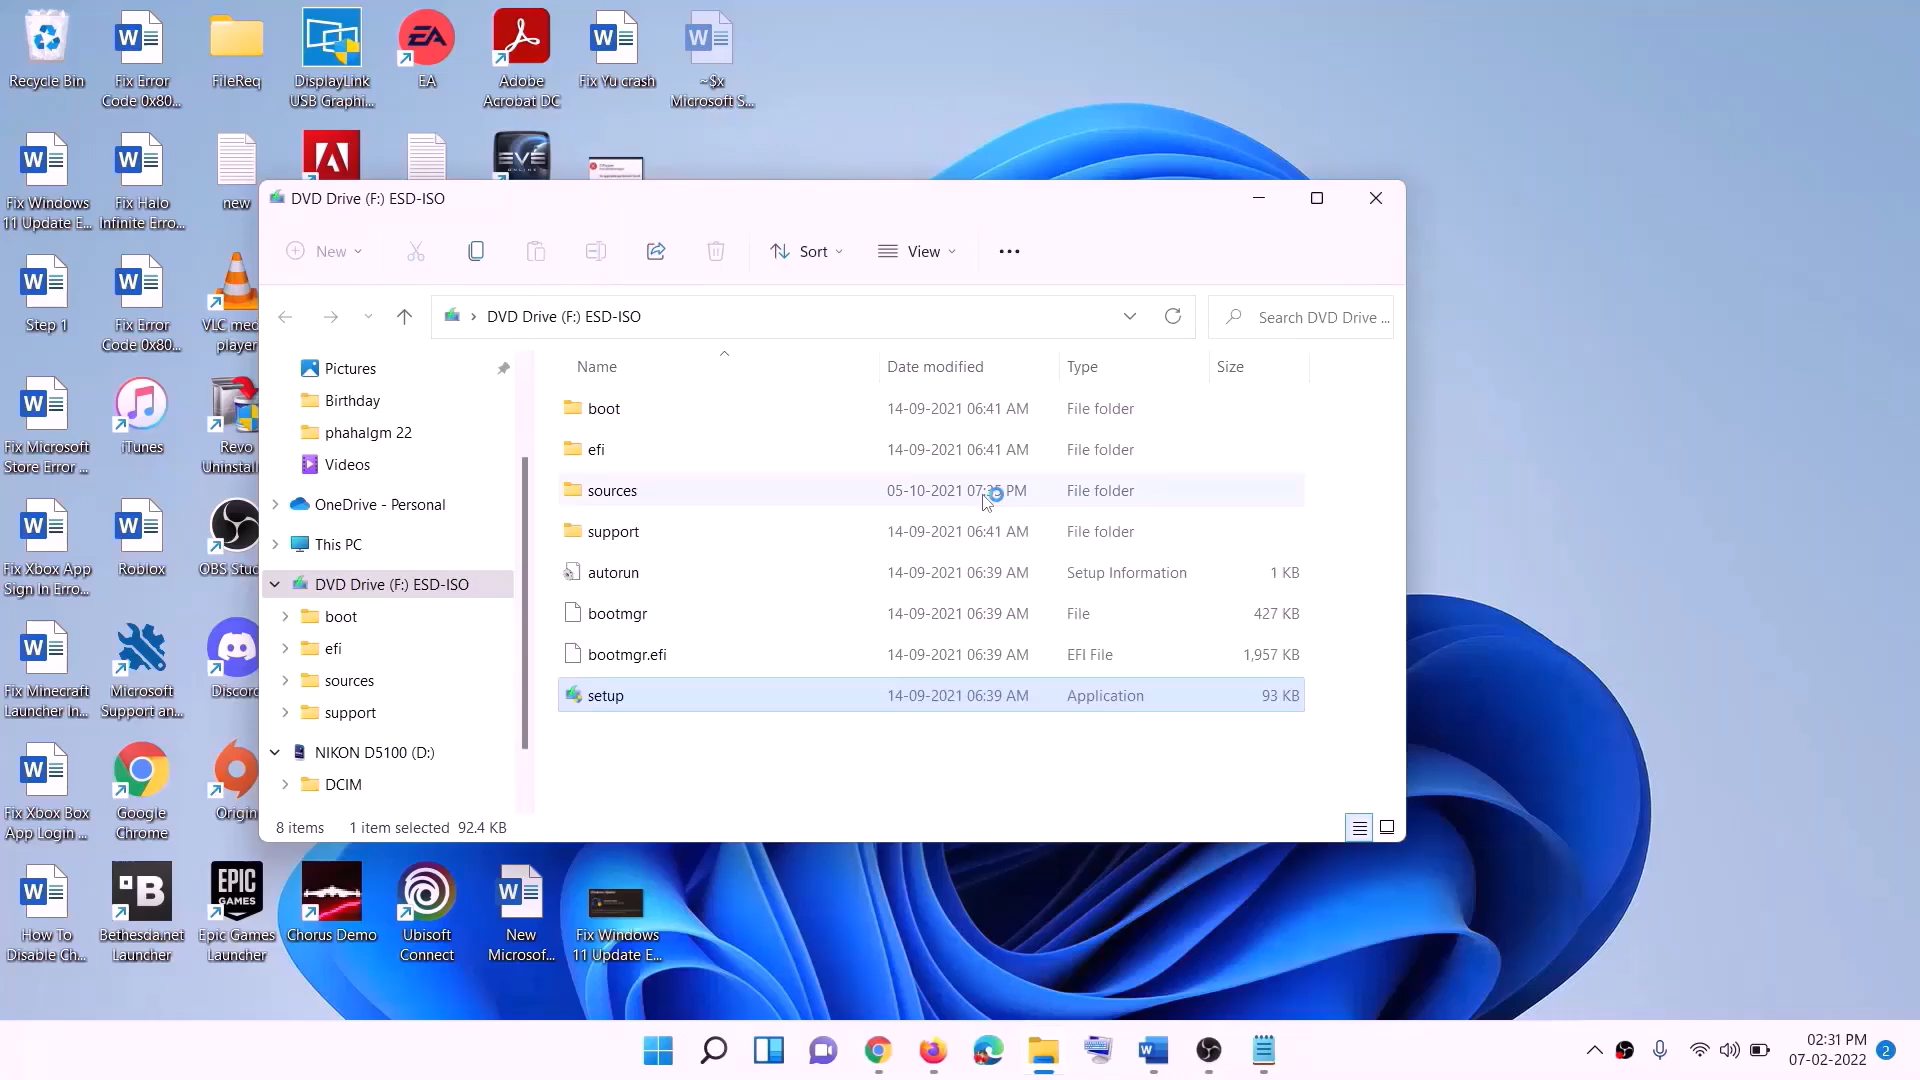 Recycle Bin
Fix Error
Code 0x80...
FileReq
DisplayLink
USB Graphi...
EA
Adobe
Acrobat DC
Fix Yu crash
~$x
Microsoft S...
Fix Windows
11 Update E...
Fix Halo
Infinite Erro...
new
Step 1
Fix Error
Code 0x80...
VLC med
player
Fix Microsoft
Store Error ...
iTunes
Revo
Uninstall
Fix Xbox App
Sign In Erro...
Roblox
OBS Stud
Fix Minecraft
Launcher In...
Microsoft
Support an...
Discord
Fix Xbox Box
App Login ...
Google
Chrome
Origin
How To
Disable Ch...
Bethesda.net
Launcher
Epic Games
Launcher
Chorus Demo
Ubisoft
Connect
New
Microsof...
Fix Windows
11 Update E...
DVD Drive (F:) ESD-ISO
New
Sort
View
DVD Drive (F:) ESD-ISO
Search DVD Drive ...
Pictures
Birthday
phahalgm 22
Videos
OneDrive - Personal
This PC
DVD Drive (F:) ESD-ISO
boot
efi
sources
support
NIKON D5100 (D:)
DCIM
Name Date modified Type Size
boot 14-09-2021 06:41 AM File folder
efi 14-09-2021 06:41 AM File folder
sources 05-10-2021 PM File folder
support 14-09-2021 06:41 AM File folder
autorun 14-09-2021 06:39 AM Setup Information 1 KB
bootmgr 14-09-2021 06:39 AM File 427 KB
bootmgr.efi 14-09-2021 06:39 AM EFI File 1,957 KB
setup 14-09-2021 06:39 AM Application 93 KB
8 items 1 item selected 92.4 KB
02:31 PM
07-02-2022
2